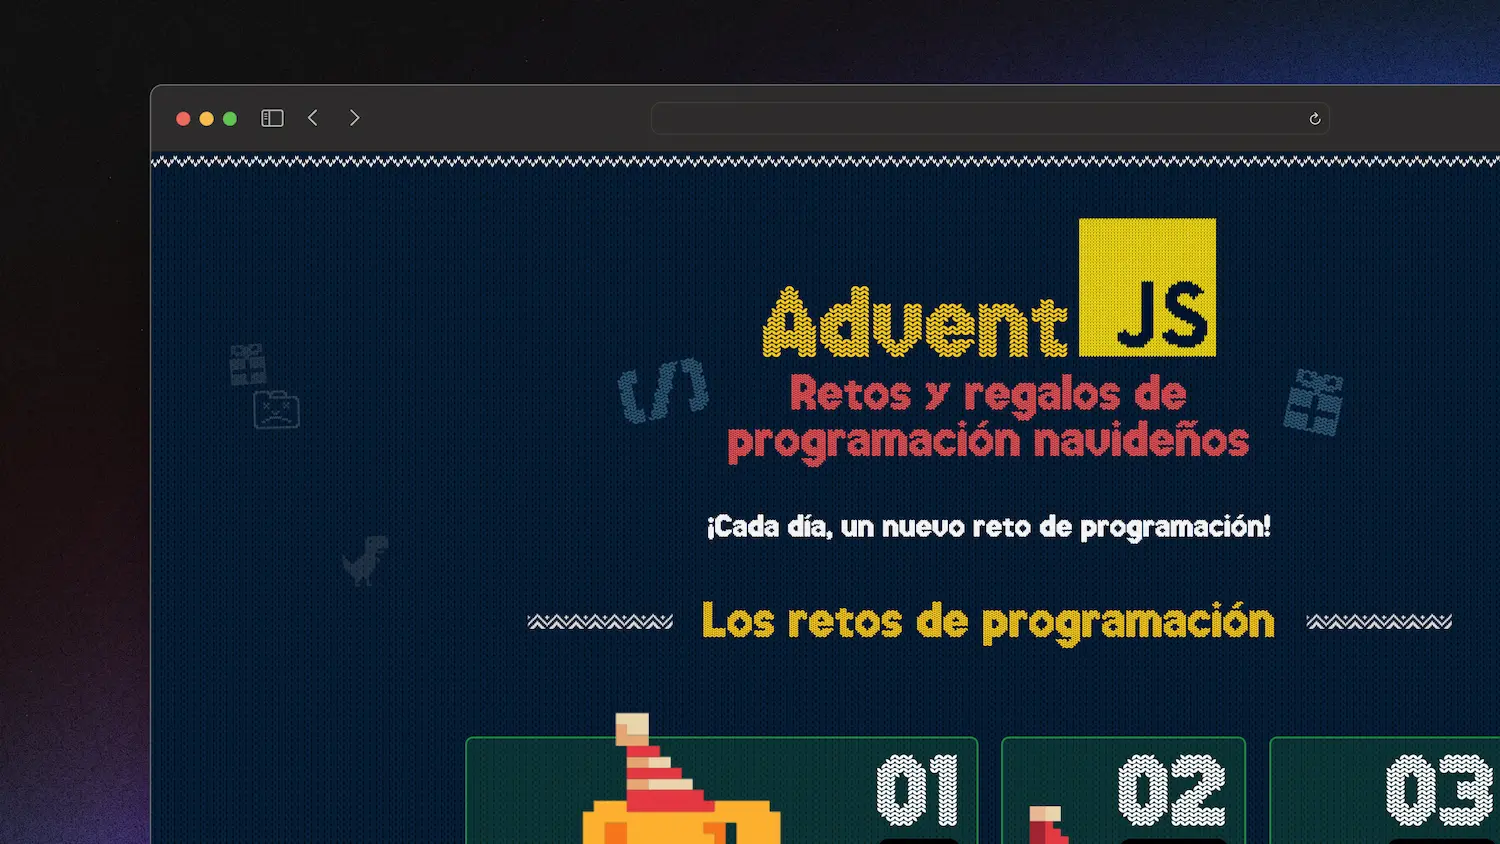 Advent JS
Retos y regalos de
programación navideños
¡Cada día, un nuevo reto de programación!
Los retos de programación
01
02
03